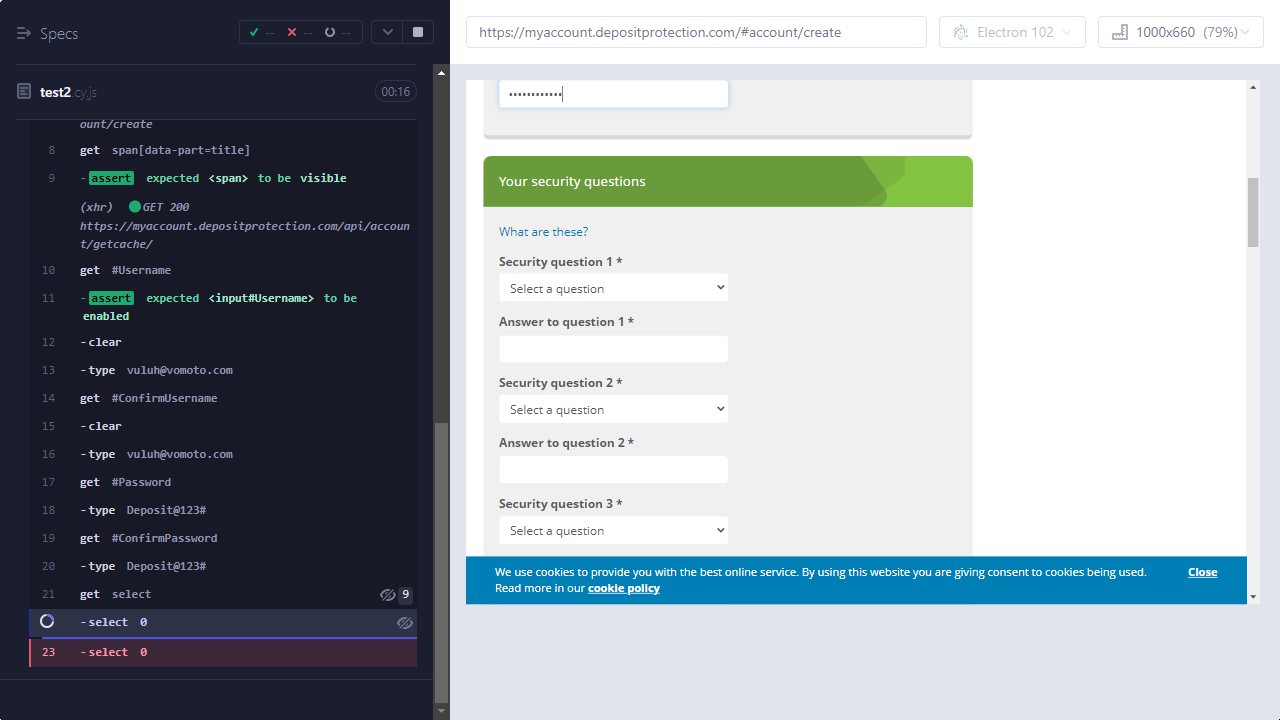 Specs
--
--
--
https://myaccount.depositprotection.com/#account/create
Electron 102
1000x660 (79%)
test2.cy.js
00:16
ount/create
8 get span[data-part=title]
9 -assert expected <span> to be visible
(xhr) GET 200
https://myaccount.depositprotection.com/api/accoun
t/getcache/
10 get #Username
11 -assert expected <input#Username> to be
enabled
12 -clear
13 -type vuluh@vomoto.com
14 get #ConfirmUsername
15 -clear
16 -type vuluh@vomoto.com
17 get #Password
18 -type Deposit@123#
19 get #ConfirmPassword
20 -type Deposit@123#
21 get select 9
-select 0
23 -select 0
••••••••••••
Your security questions
What are these?
Security question 1 *
Select a question
Answer to question 1 *
Security question 2 *
Select a question
Answer to question 2 *
Security question 3 *
Select a question
We use cookies to provide you with the best online service. By using this website you are giving consent to cookies being used.
Read more in our cookie policy
Close